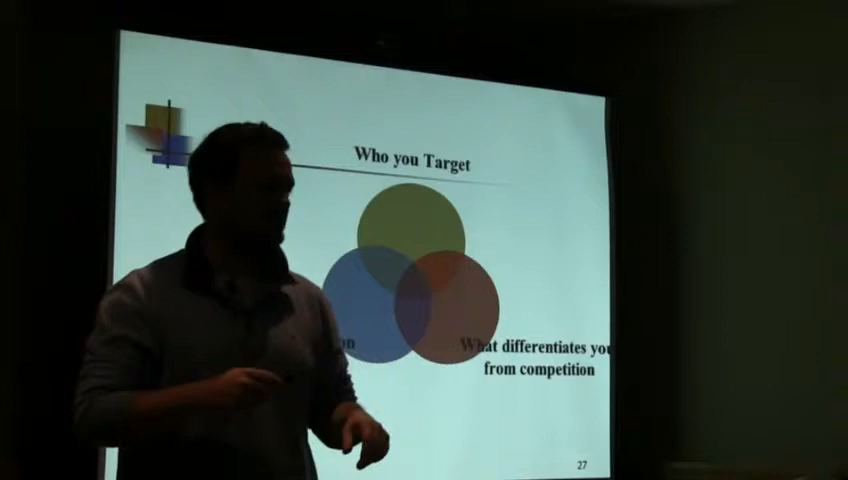 Who you Target
on
What differentiates you
from competition
27